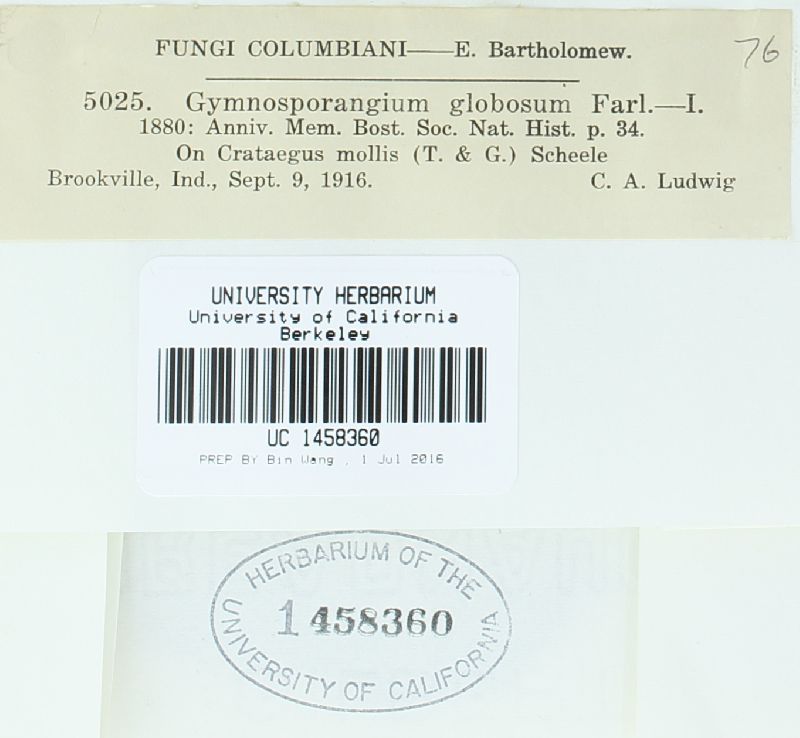 FUNGI COLUMBIANI—E. Bartholomew.
76
5025. Gymnosporangium globosum Farl.—I.
1880: Anniv. Mem. Bost. Soc. Nat. Hist. p. 34.
On Crataegus mollis (T. & G.) Scheele
Brookville, Ind., Sept. 9, 1916. C. A. Ludwig
UNIVERSITY HERBARIUM
University of California
Berkeley
UC 1458360
PREP BY Bin Wang , 1 Jul 2016
HERBARIUM OF THE
1458360
UNIVERSITY OF CALIFORNIA